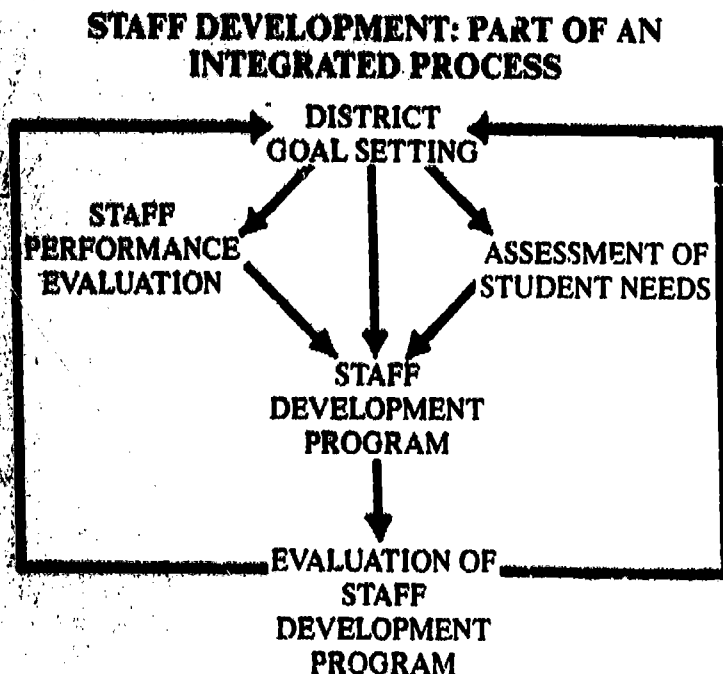 STAFF DEVELOPMENT: PART OF AN
INTEGRATED PROCESS
DISTRICT
GOAL SETTING
STAFF
PERFORMANCE
EVALUATION
ASSESSMENT OF
STUDENT NEEDS
STAFF
DEVELOPMENT
PROGRAM
EVALUATION OF
STAFF
DEVELOPMENT
PROGRAM